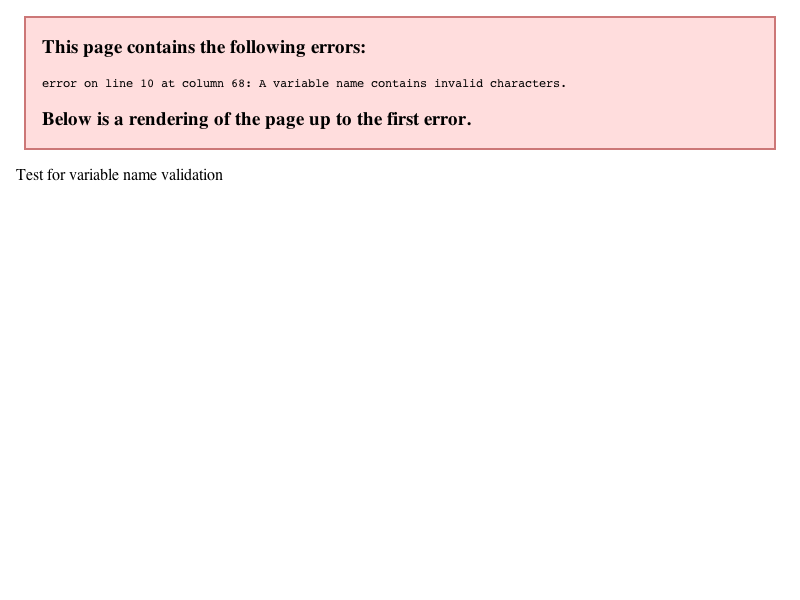 This page contains the following errors:
error on line 10 at column 68: A variable name contains invalid characters.
Below is a rendering of the page up to the first error.
Test for variable name validation